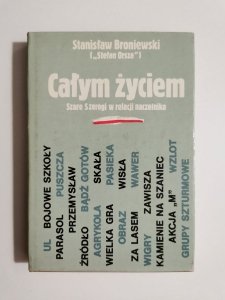 Stanisław Broniewski
("Stefan Orsza")
Całym życiem
Szare Szeregi w relacji naczelnika
UL BOJOWE SZKOŁY
PARASOL PUSZCZA
PRZEMYSŁAW
ŹRÓDŁO BĄDŹ GOTÓW
AGRYKOLA SKAŁA
WIELKA GRA PASIEKA
OBRAZ WISŁA
ZA LASEM WAWER
WIGRY ZAWISZA
KAMIENIE NA SZANIEC
AKCJA „M” WZLOT
GRUPY SZTURMOWE